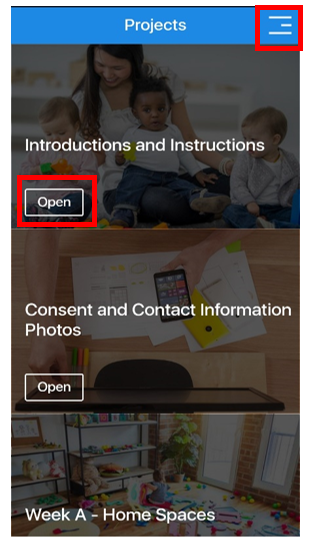 Projects
Introductions and Instructions
Open
Consent and Contact Information
Photos
Open
Week A - Home Spaces